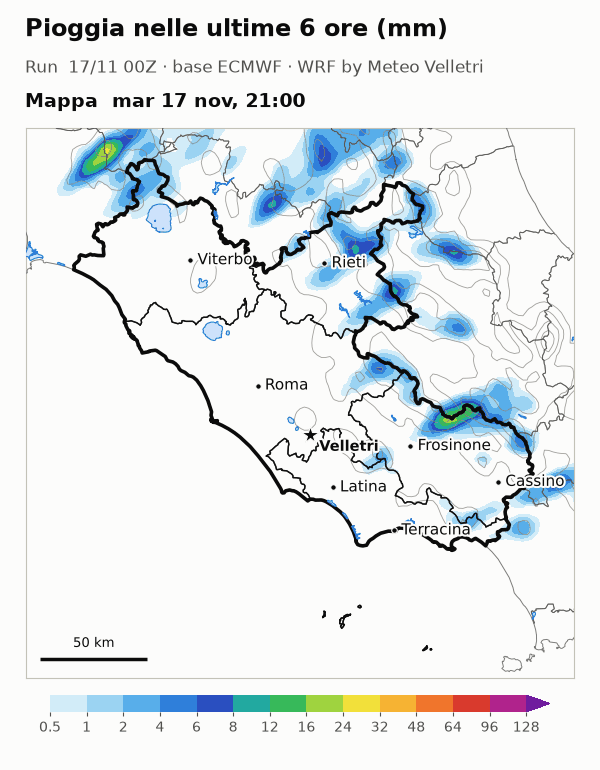 Pioggia nelle ultime 6 ore (mm)
Run  17/11 00Z · base ECMWF · WRF by Meteo Velletri
Mappa  mar 17 nov, 21:00
Viterbo
Rieti
Roma
Velletri
Frosinone
Latina
Cassino
Terracina
50 km
0.5 1 2 4 6 8 12 16 24 32 48 64 96 128